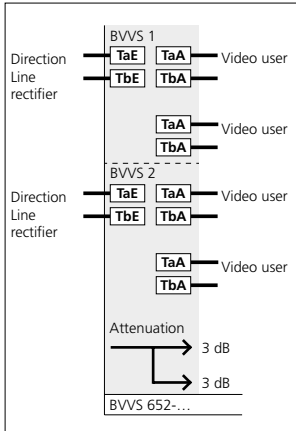 BVVS 1
Direction TaE TaA Video user
Line TbE TbA
rectifier
TaA Video user
TbA
BVVS 2
Direction TaE TaA Video user
Line TbE TbA
rectifier
TaA Video user
TbA
Attenuation
3 dB
3 dB
BVVS 652-...